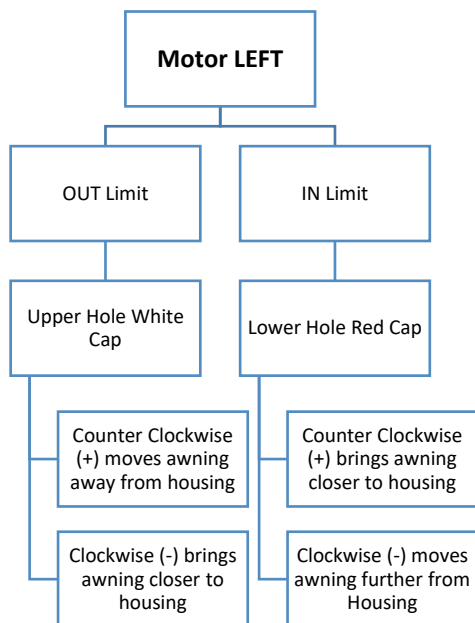 Motor LEFT
OUT Limit
IN Limit
Upper Hole White
Cap
Lower Hole Red Cap
Counter Clockwise
(+) moves awning
away from housing
Counter Clockwise
(+) brings awning
closer to housing
Clockwise (-) brings
awning closer to
housing
Clockwise (-) moves
awning further from
Housing